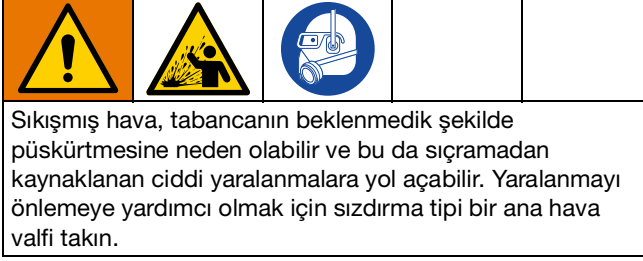 Sıkışmış hava, tabancanın beklenmedik şekilde
püskürtmesine neden olabilir ve bu da sıçramadan
kaynaklanan ciddi yaralanmalara yol açabilir. Yaralanmayı
önlemeye yardımcı olmak için sızdırma tipi bir ana hava
valfi takın.